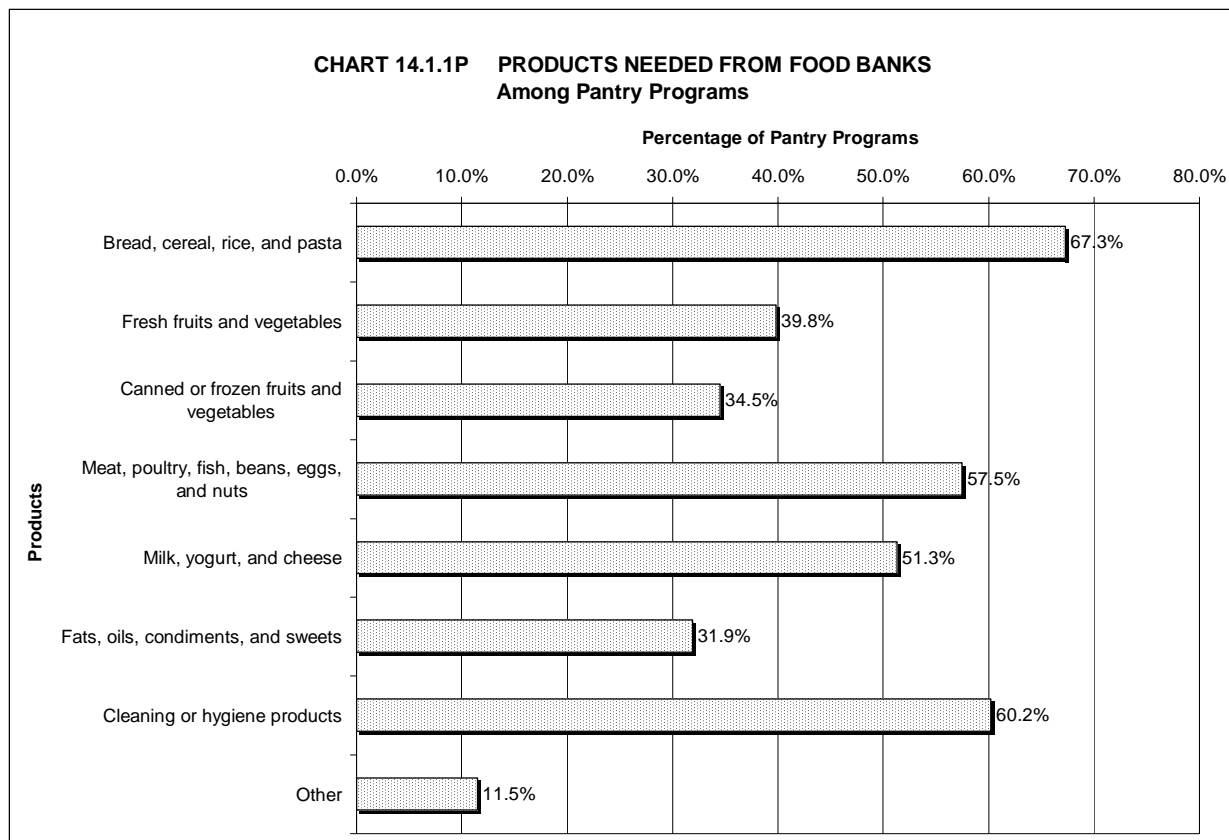 CHART 14.1.1P PRODUCTS NEEDED FROM FOOD BANKS
Among Pantry Programs
Percentage of Pantry Programs
0.0% 10.0% 20.0% 30.0% 40.0% 50.0% 60.0% 70.0% 80.0%
Products
Bread, cereal, rice, and pasta 67.3%
Fresh fruits and vegetables 39.8%
Canned or frozen fruits and
vegetables 34.5%
Meat, poultry, fish, beans, eggs,
and nuts 57.5%
Milk, yogurt, and cheese 51.3%
Fats, oils, condiments, and sweets 31.9%
Cleaning or hygiene products 60.2%
Other 11.5%